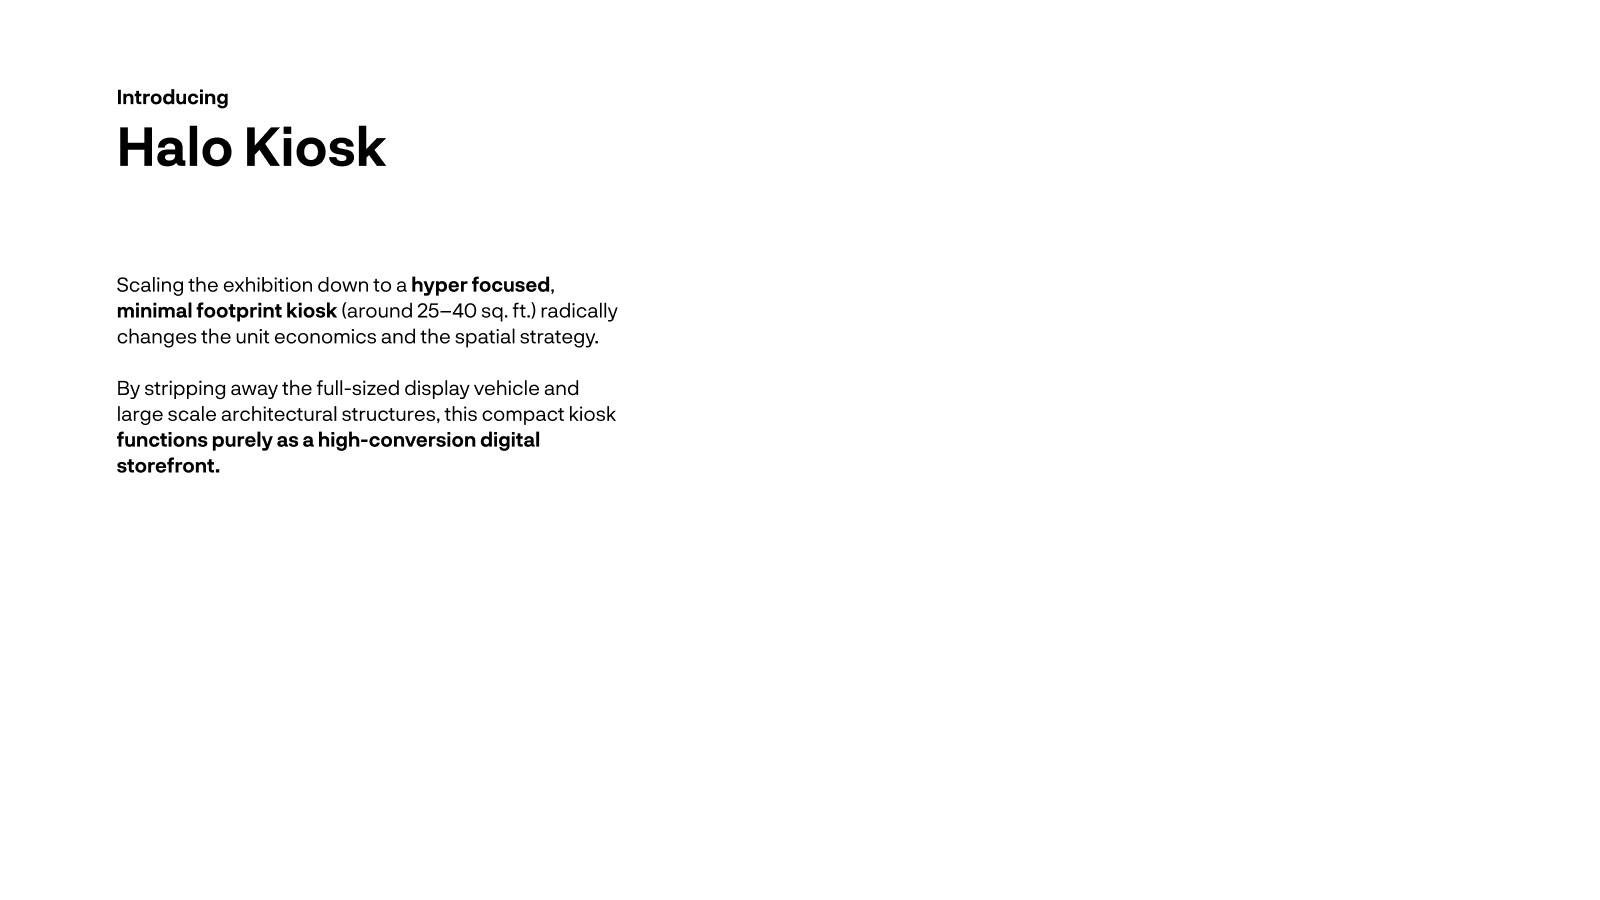 Introducing
Halo Kiosk
Scaling the exhibition down to a hyper focused,
minimal footprint kiosk (around 25–40 sq. ft.) radically
changes the unit economics and the spatial strategy.
By stripping away the full-sized display vehicle and
large scale architectural structures, this compact kiosk
functions purely as a high-conversion digital
storefront.